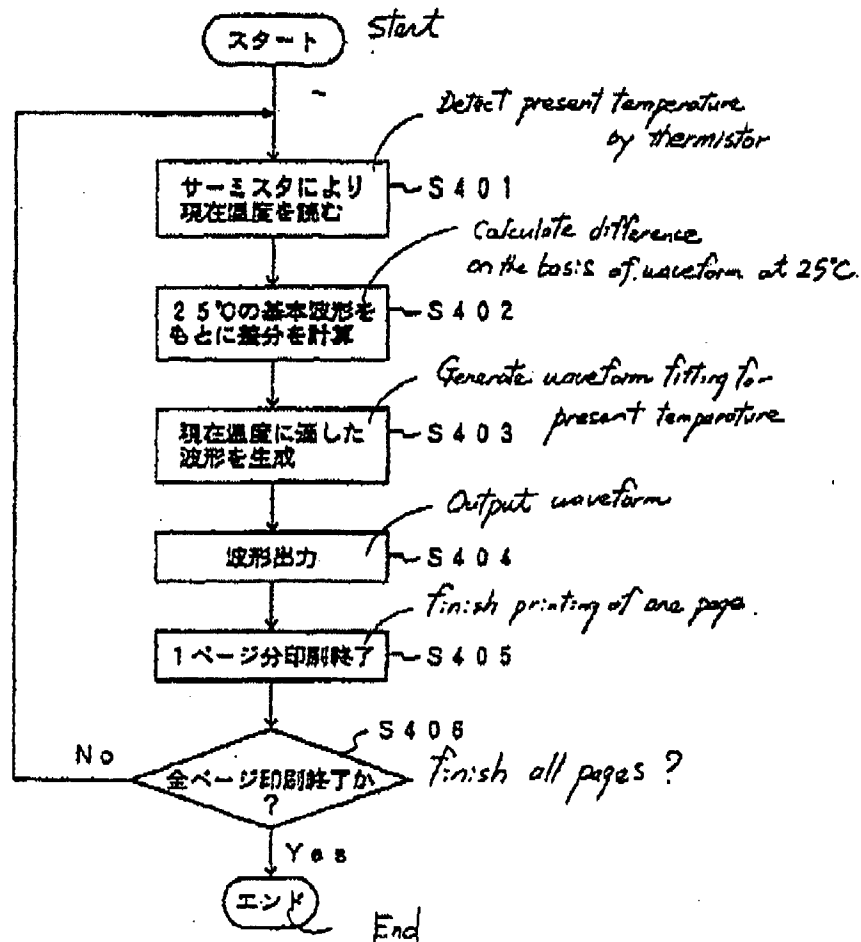 スタート
Start
Detect present temperature
by thermistor
サーミスタにより
現在温度を読む
S401
Calculate difference
on the basis of waveform at 25℃.
25℃の基本波形を
もとに差分を計算
S402
Generate waveform fitting for
present temperature
現在温度に適した
波形を生成
S403
Output waveform
波形出力
S404
finish printing of one page.
1ページ分印刷終了
S405
S406
No
全ページ印刷終了か
?
finish all pages ?
Yes
エンド
End